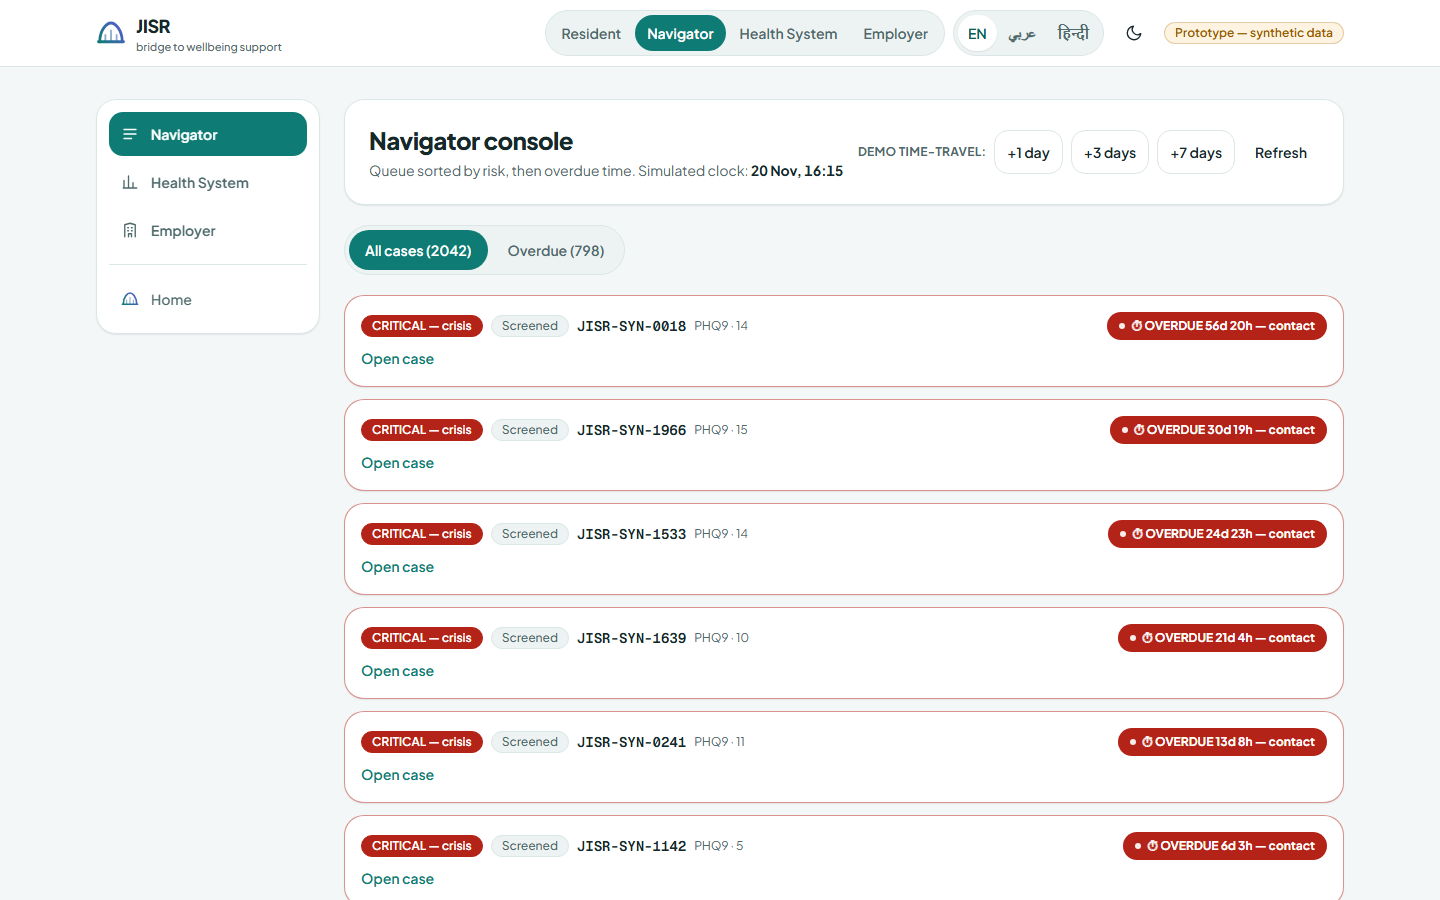 JISR
bridge to wellbeing support
Resident Navigator Health System Employer
EN عربي हिन्दी
Prototype — synthetic data
Navigator
Health System
Employer
Home
Navigator console
Queue sorted by risk, then overdue time. Simulated clock: 20 Nov, 16:15
DEMO TIME-TRAVEL: +1 day +3 days +7 days Refresh
All cases (2042) Overdue (798)
CRITICAL — crisis Screened JISR-SYN-0018 PHQ9 · 14 OVERDUE 56d 20h — contact
Open case
CRITICAL — crisis Screened JISR-SYN-1966 PHQ9 · 15 OVERDUE 30d 19h — contact
Open case
CRITICAL — crisis Screened JISR-SYN-1533 PHQ9 · 14 OVERDUE 24d 23h — contact
Open case
CRITICAL — crisis Screened JISR-SYN-1639 PHQ9 · 10 OVERDUE 21d 4h — contact
Open case
CRITICAL — crisis Screened JISR-SYN-0241 PHQ9 · 11 OVERDUE 13d 8h — contact
Open case
CRITICAL — crisis Screened JISR-SYN-1142 PHQ9 · 5 OVERDUE 6d 3h — contact
Open case